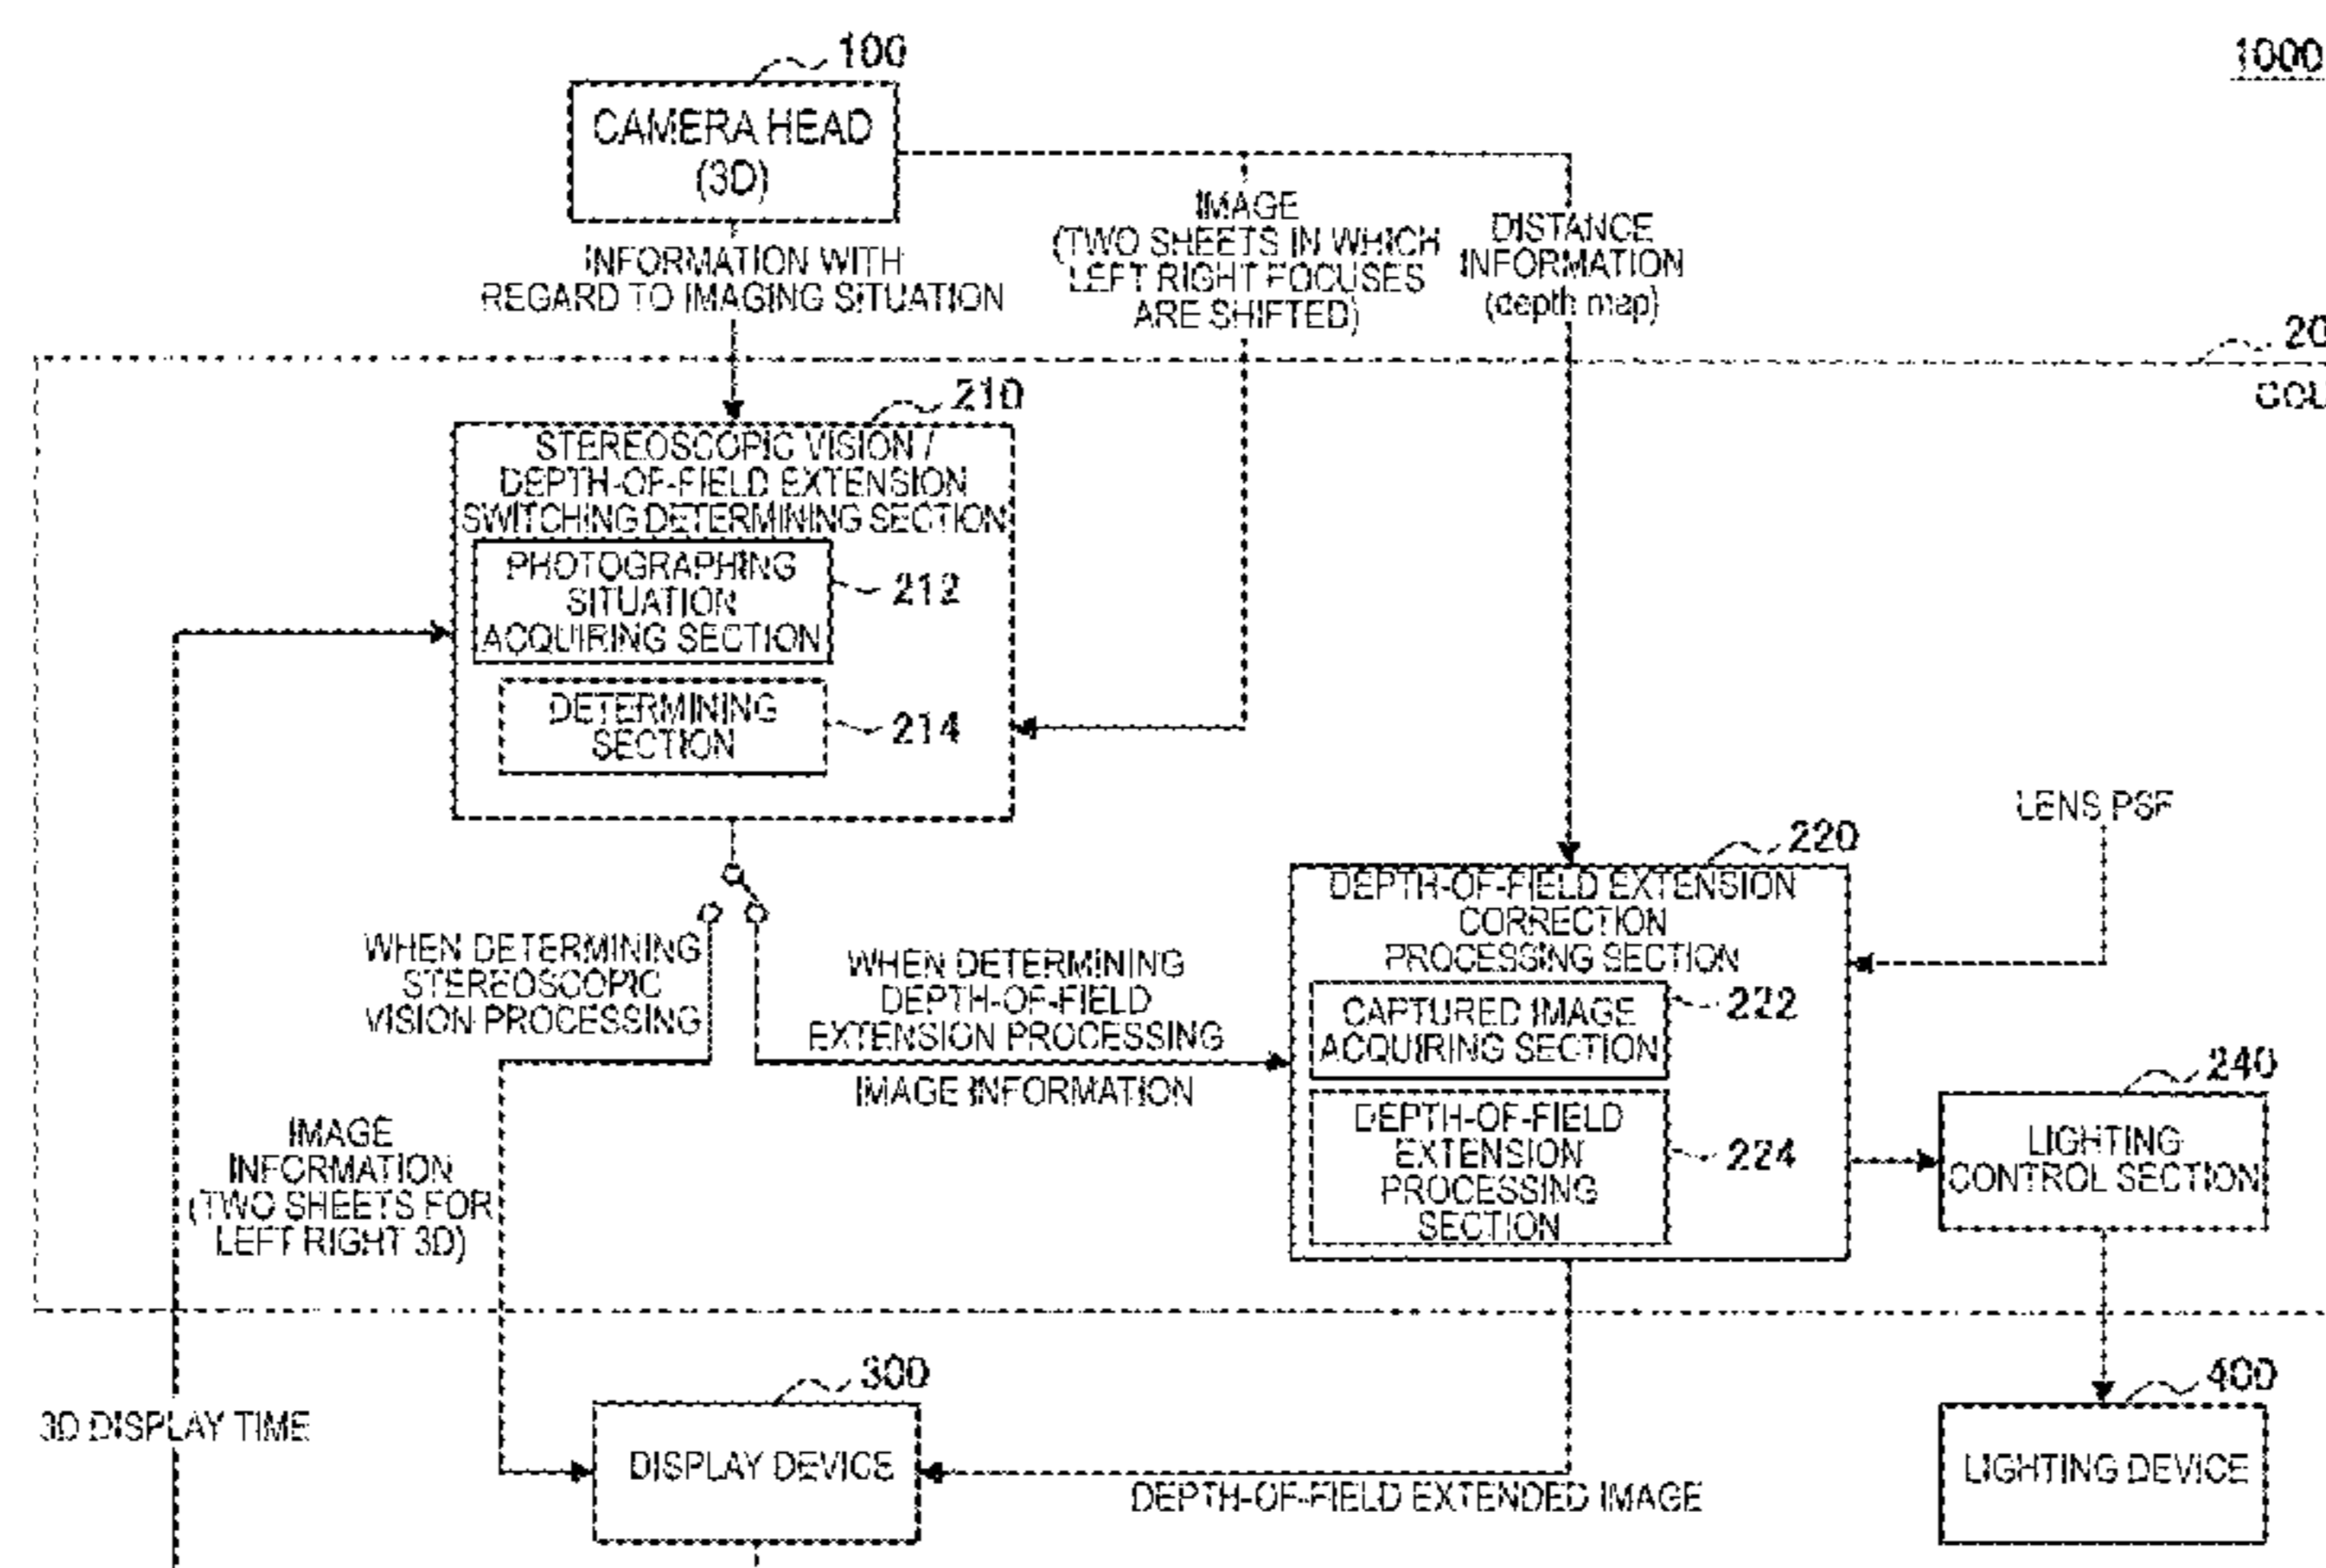 100
1000
CAMERA HEAD
(3D)
INFORMATION WITH
REGARD TO IMAGING SITUATION
IMAGE
(TWO SHEETS IN WHICH
LEFT RIGHT FOCUSES
ARE SHIFTED)
DISTANCE
INFORMATION
(depth map)
20
CCU
210
STEREOSCOPIC VISION /
DEPTH-OF-FIELD EXTENSION
SWITCHING DETERMINING SECTION
PHOTOGRAPHING
SITUATION
ACQUIRING SECTION
212
DETERMINING
SECTION
214
LENS PSF
220
DEPTH-OF-FIELD EXTENSION
CORRECTION
PROCESSING SECTION
CAPTURED IMAGE
ACQUIRING SECTION
222
DEPTH-OF-FIELD
EXTENSION
PROCESSING
SECTION
224
WHEN DETERMINING
STEREOSCOPIC
VISION PROCESSING
WHEN DETERMINING
DEPTH-OF-FIELD
EXTENSION PROCESSING
IMAGE INFORMATION
240
LIGHTING
CONTROL SECTION
IMAGE
INFORMATION
(TWO SHEETS FOR
LEFT RIGHT 3D)
3D DISPLAY TIME
300
DISPLAY DEVICE
DEPTH-OF-FIELD EXTENDED IMAGE
400
LIGHTING DEVICE